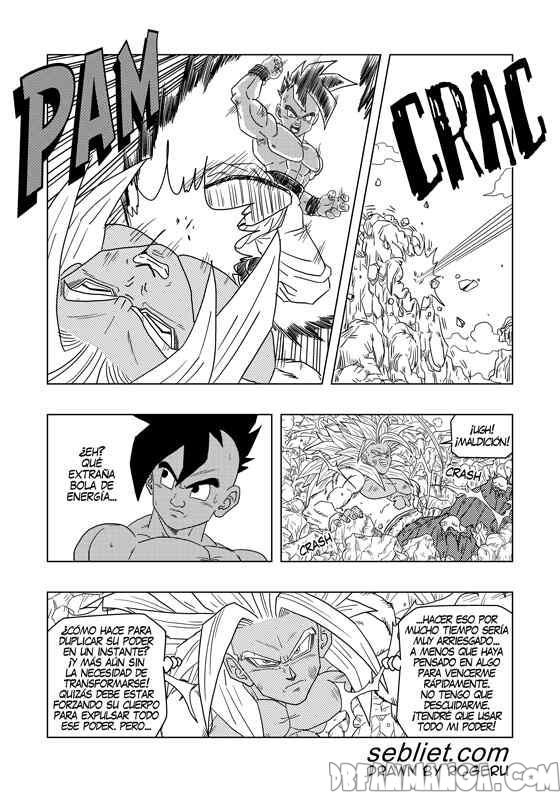 PAM
CRAC
¿EH?
QUÉ
EXTRAÑA
BOLA DE
ENERGÍA...
¡UGH!
¡MALDICIÓN!
CRASH
CRASH
¿CÓMO HACE PARA
DUPLICAR SU PODER
EN UN INSTANTE?
¡Y MÁS AÚN SIN
LA NECESIDAD DE
TRANSFORMARSE!
QUIZÁS DEBE ESTAR
FORZANDO SU CUERPO
PARA EXPULSAR TODO
ESE PODER. PERO...
...HACER ESO POR
MUCHO TIEMPO SERÍA
MUY ARRIESGADO...
A MENOS QUE HAYA
PENSADO EN ALGO
PARA VENCERME
RÁPIDAMENTE.
NO TENGO QUE
DESCUIDARME.
¡TENDRÉ QUE USAR
TODO MI PODER!
sebliet.com
DRAWN BY ROGERU
DBFANMANGA.COM